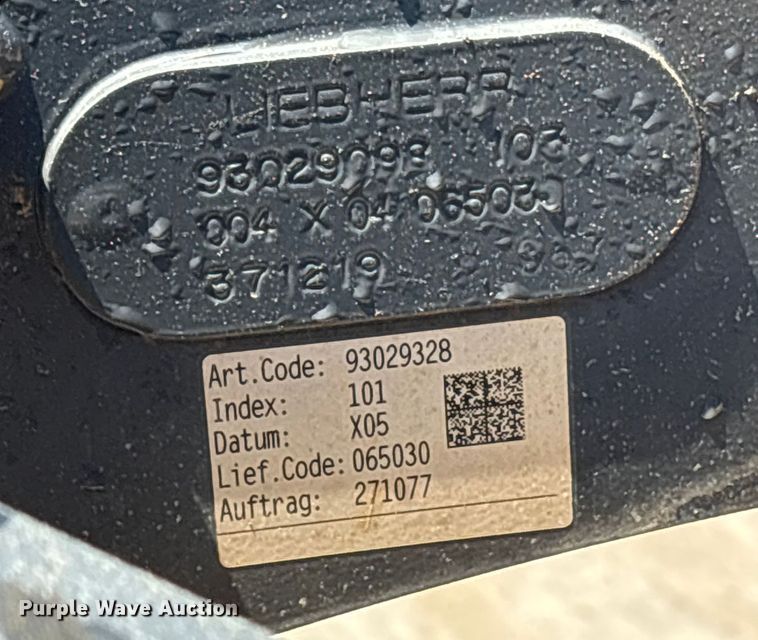 LIEBHERR
93029098 103
004 X 04 065030
371219
Art.Code: 93029328
Index: 101
Datum: X05
Lief.Code: 065030
Auftrag: 271077
Purple Wave Auction